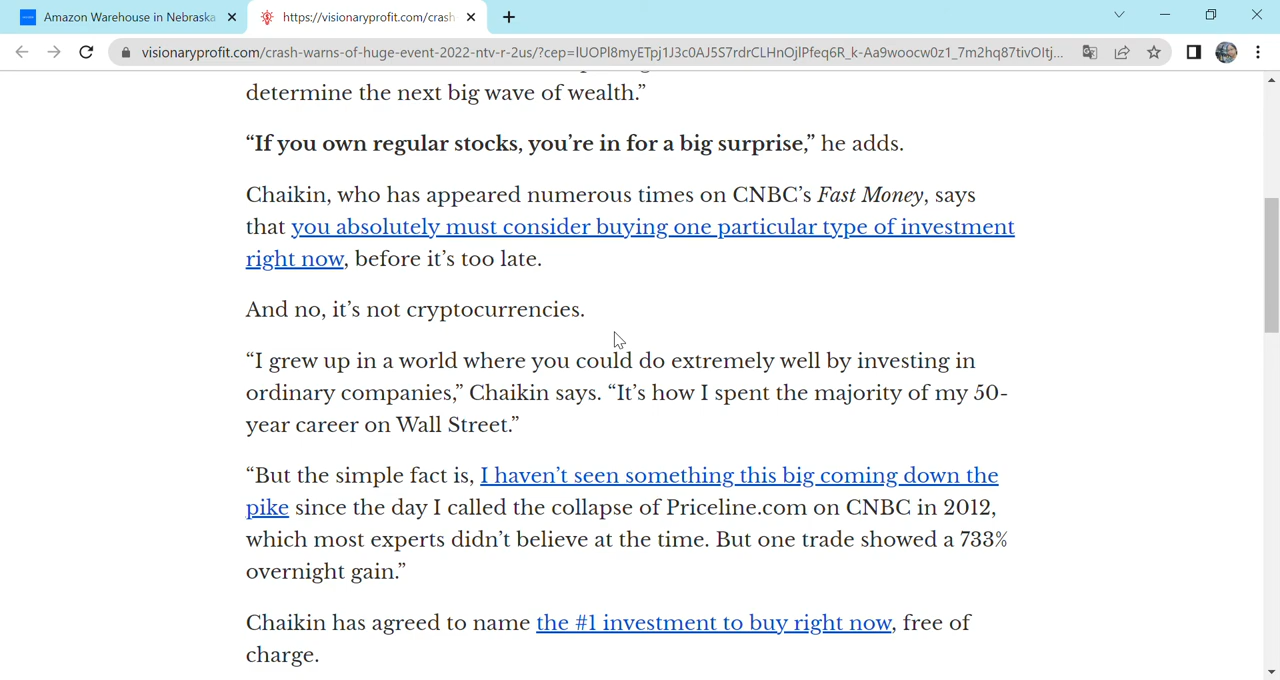 Amazon Warehouse in Nebraska
https://visionaryprofit.com/crash
visionaryprofit.com/crash-warns-of-huge-event-2022-ntv-r-2us/?cep=IUOPl8myETpj1J3c0AJ5S7rdrCLHnOjlPfeq6R_k-Aa9woocw0z1_7m2hq87tivOltj...
determine the next big wave of wealth.”
“If you own regular stocks, you’re in for a big surprise,” he adds.
Chaikin, who has appeared numerous times on CNBC’s Fast Money, says
that you absolutely must consider buying one particular type of investment
right now, before it’s too late.
And no, it’s not cryptocurrencies.
“I grew up in a world where you could do extremely well by investing in
ordinary companies,” Chaikin says. “It’s how I spent the majority of my 50-
year career on Wall Street.”
“But the simple fact is, I haven’t seen something this big coming down the
pike since the day I called the collapse of Priceline.com on CNBC in 2012,
which most experts didn’t believe at the time. But one trade showed a 733%
overnight gain.”
Chaikin has agreed to name the #1 investment to buy right now, free of
charge.